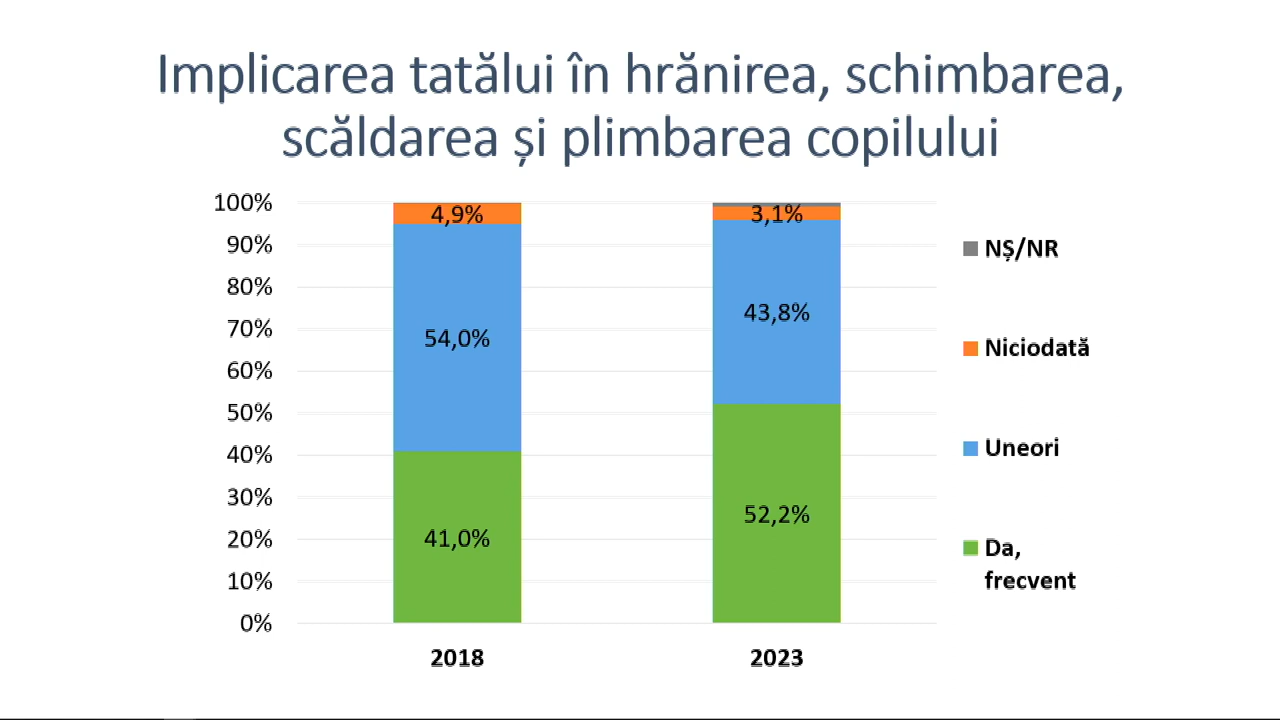 Implicarea tatălui în hrănirea, schimbarea,
scăldarea și plimbarea copilului
100%
90%
80%
70%
60%
50%
40%
30%
20%
10%
0%
4,9%
54,0%
41,0%
2018
3,1%
43,8%
52,2%
2023
NȘ/NR
Niciodată
Uneori
Da,
frecvent